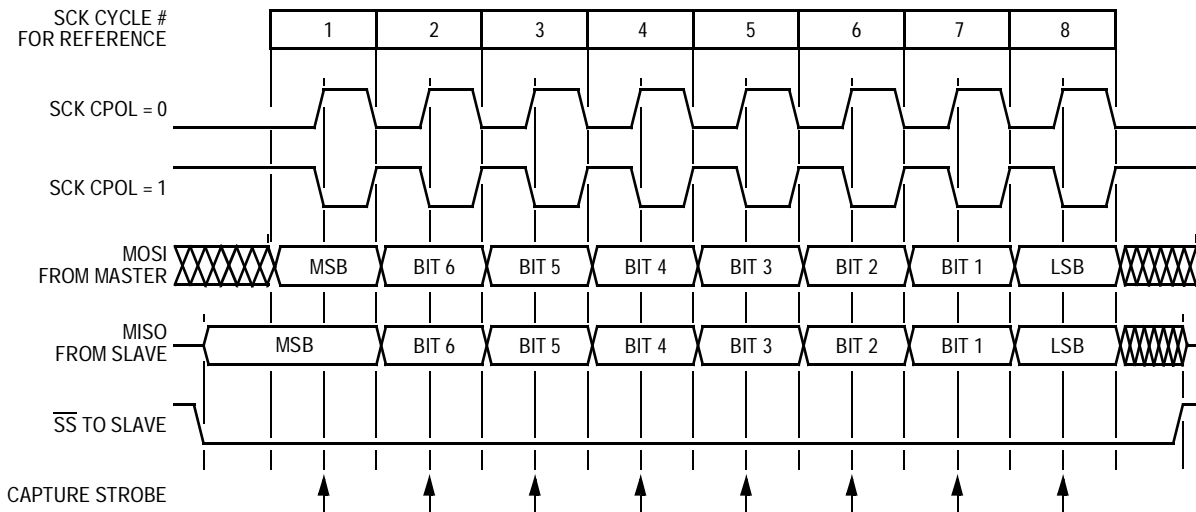 SCK CYCLE #
FOR REFERENCE
1 2 3 4 5 6 7 8
SCK CPOL = 0
SCK CPOL = 1
MOSI
FROM MASTER
MSB BIT 6 BIT 5 BIT 4 BIT 3 BIT 2 BIT 1 LSB
MISO
FROM SLAVE
MSB BIT 6 BIT 5 BIT 4 BIT 3 BIT 2 BIT 1 LSB
S̅S̅ TO SLAVE
CAPTURE STROBE